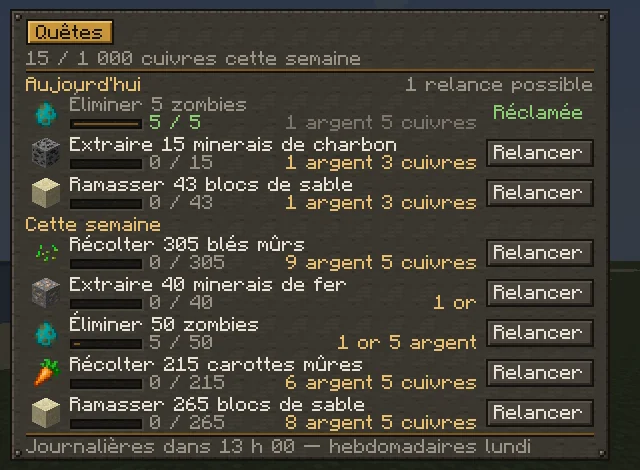 Quêtes
15 / 1 000 cuivres cette semaine
Aujourd'hui 1 relance possible
Éliminer 5 zombies
5 / 5 1 argent 5 cuivres Réclamée
Extraire 15 minerais de charbon
0 / 15 1 argent 3 cuivres Relancer
Ramasser 43 blocs de sable
0 / 43 1 argent 3 cuivres Relancer
Cette semaine
Récolter 305 blés mûrs
0 / 305 9 argent 5 cuivres Relancer
Extraire 40 minerais de fer
0 / 40 1 or Relancer
Éliminer 50 zombies
5 / 50 1 or 5 argent Relancer
Récolter 215 carottes mûres
0 / 215 6 argent 5 cuivres Relancer
Ramasser 265 blocs de sable
0 / 265 8 argent 5 cuivres Relancer
Journalières dans 13 h 00 — hebdomadaires lundi